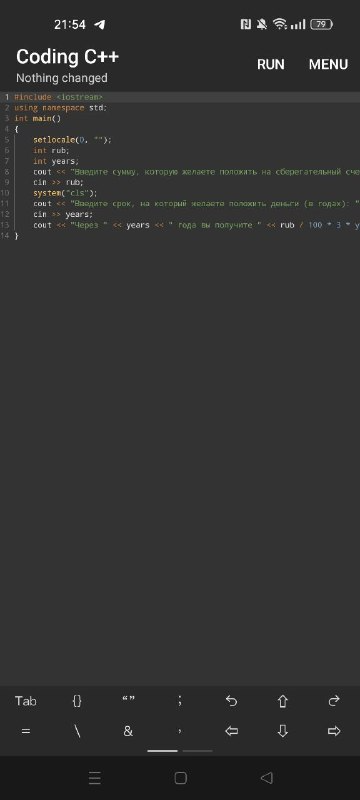 21:54
79
Coding C++
Nothing changed
RUN
MENU
1 #include <iostream>
2 using namespace std;
3 int main()
4 {
5 setlocale(0, "");
6 int rub;
7 int years;
8 cout << "Введите сумму, которую желаете положить на сберегательный сче
9 cin >> rub;
10 system("cls");
11 cout << "Введите срок, на который желаете положить деньги (в годах): "
12 cin >> years;
13 cout << "Через " << years << " года вы получите " << rub / 100 * 3 * y
14 }
Tab {} “” ;
= \ & ,